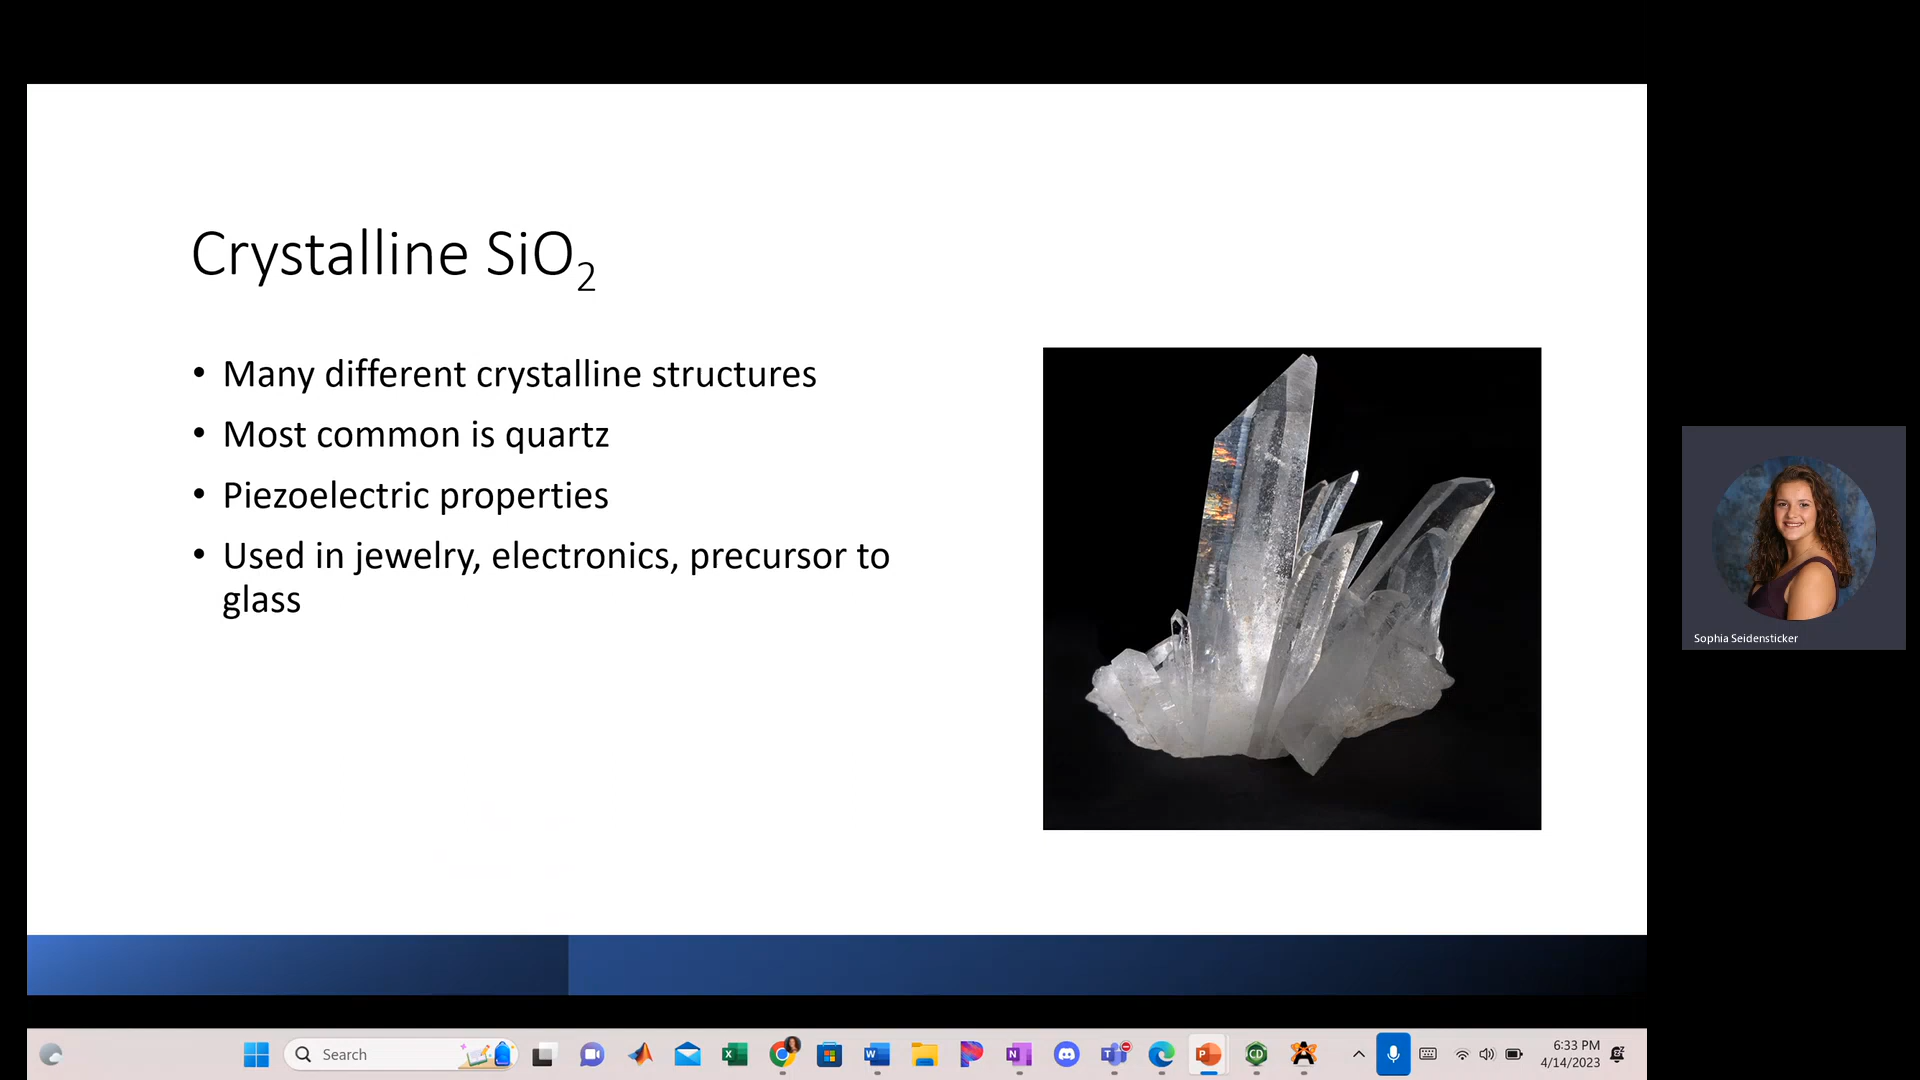 Crystalline SiO₂
• Many different crystalline structures
• Most common is quartz
• Piezoelectric properties
• Used in jewelry, electronics, precursor to
glass
Sophia Seidensticker
Search
6:33 PM
4/14/2023